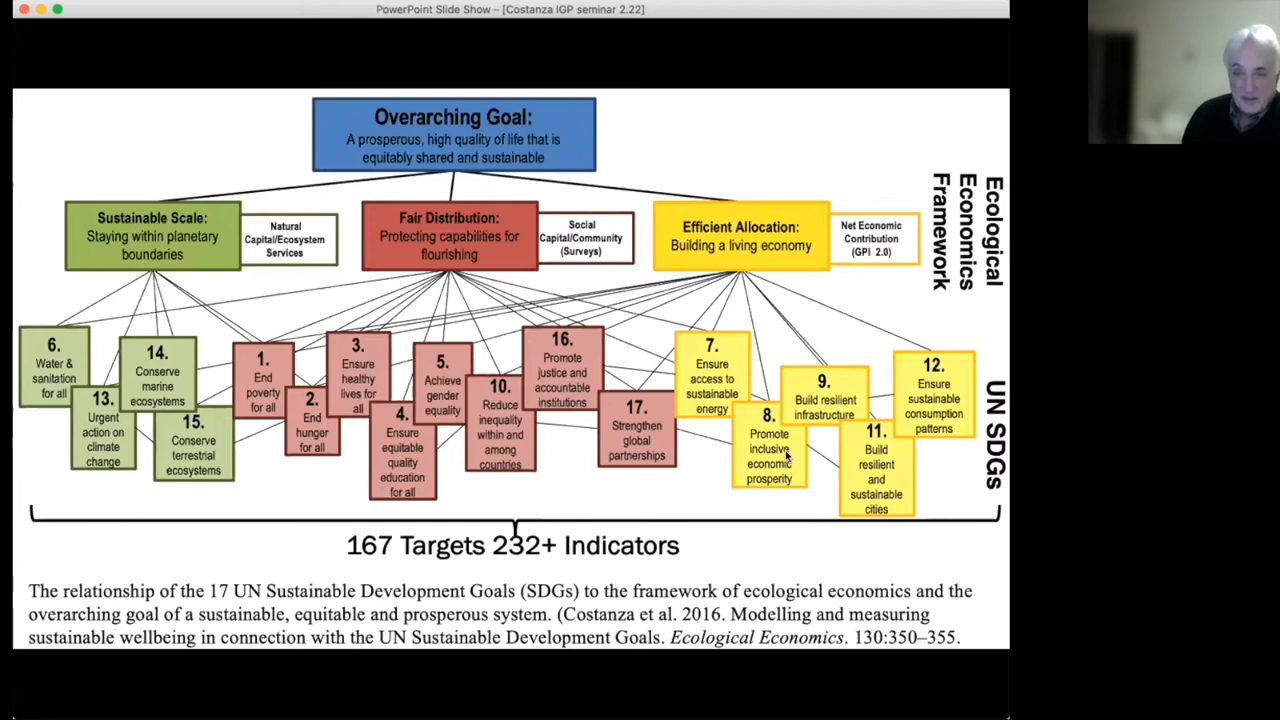 PowerPoint Slide Show – [Costanza IGP seminar 2.22]
Overarching Goal:
A prosperous, high quality of life that is
equitably shared and sustainable
Sustainable Scale:
Staying within planetary
boundaries
Natural
Capital/Ecosystem
Services
Fair Distribution:
Protecting capabilities for
flourishing
Social
Capital/Community
(Surveys)
Efficient Allocation:
Building a living economy
Net Economic
Contribution
(GPI 2.0)
Ecological
Economics
Framework
6.
Water &
sanitation
for all
13.
Urgent
action on
climate
change
14.
Conserve
marine
ecosystems
15.
Conserve
terrestrial
ecosystems
1.
End
poverty
for all
2.
End
hunger
for all
3.
Ensure
healthy
lives for
all
4.
Ensure
equitable
quality
education
for all
5.
Achieve
gender
equality
10.
Reduce
inequality
within and
among
countries
16.
Promote
justice and
accountable
institutions
17.
Strengthen
global
partnerships
7.
Ensure
access to
sustainable
energy
8.
Promote
inclusive
economic
prosperity
9.
Build resilient
infrastructure
11.
Build
resilient
and
sustainable
cities
12.
Ensure
sustainable
consumption
patterns
UN SDGs
167 Targets 232+ Indicators
The relationship of the 17 UN Sustainable Development Goals (SDGs) to the framework of ecological economics and the
overarching goal of a sustainable, equitable and prosperous system. (Costanza et al. 2016. Modelling and measuring
sustainable wellbeing in connection with the UN Sustainable Development Goals. Ecological Economics. 130:350–355.